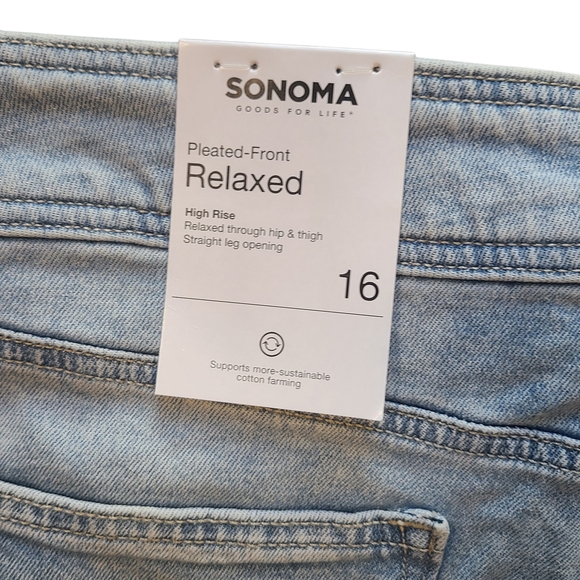 SONOMA
GOODS FOR LIFE®
Pleated-Front
Relaxed
High Rise
Relaxed through hip & thigh
Straight leg opening
16
Supports more-sustainable
cotton farming